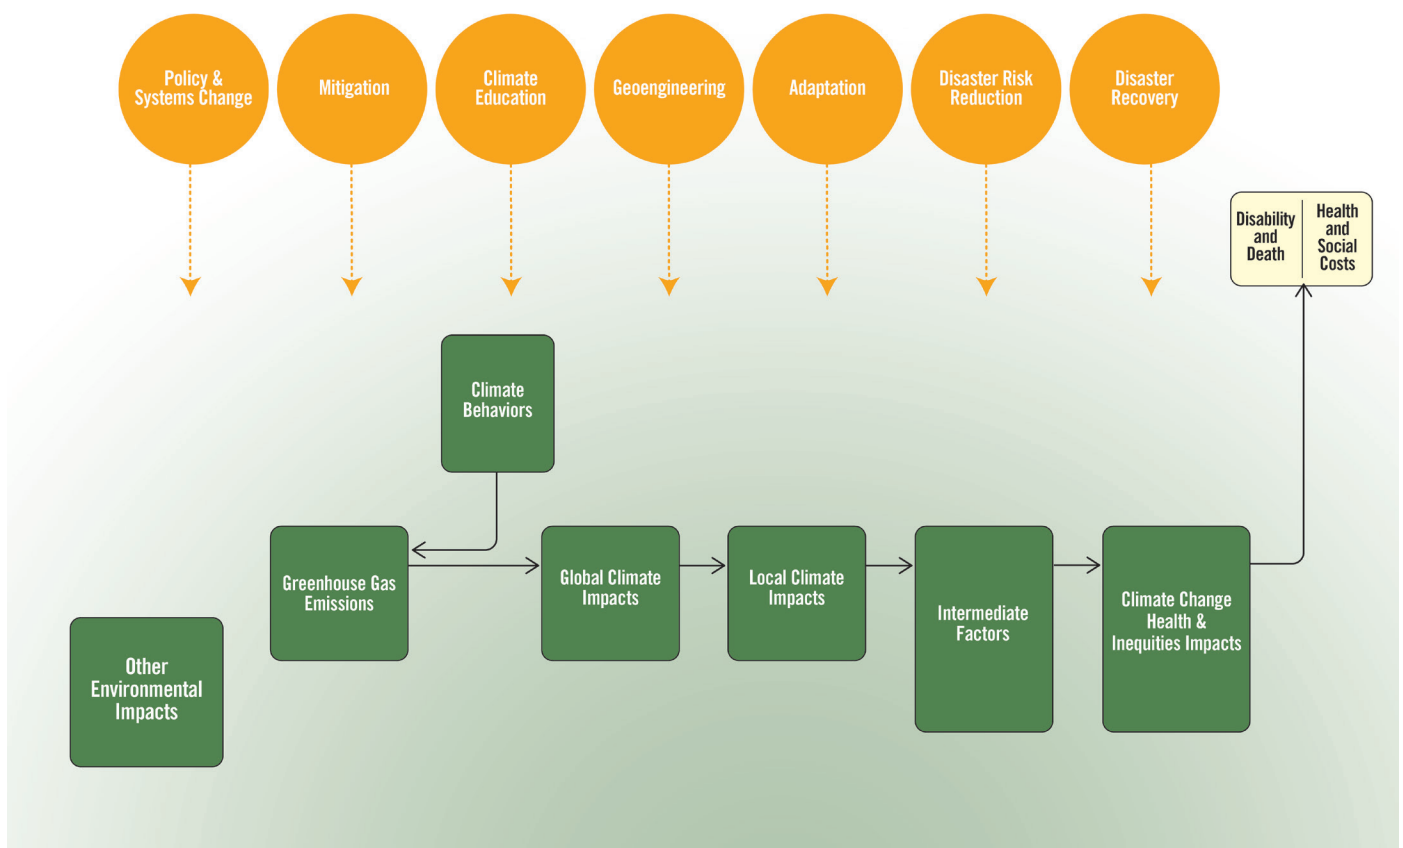 Policy &
Systems Change
Mitigation
Climate
Education
Geoengineering
Adaptation
Disaster Risk
Reduction
Disaster
Recovery
Disability
and
Death
Health
and
Social
Costs
Climate
Behaviors
Greenhouse Gas
Emissions
Global Climate
Impacts
Local Climate
Impacts
Intermediate
Factors
Climate Change
Health &
Inequities Impacts
Other
Environmental
Impacts